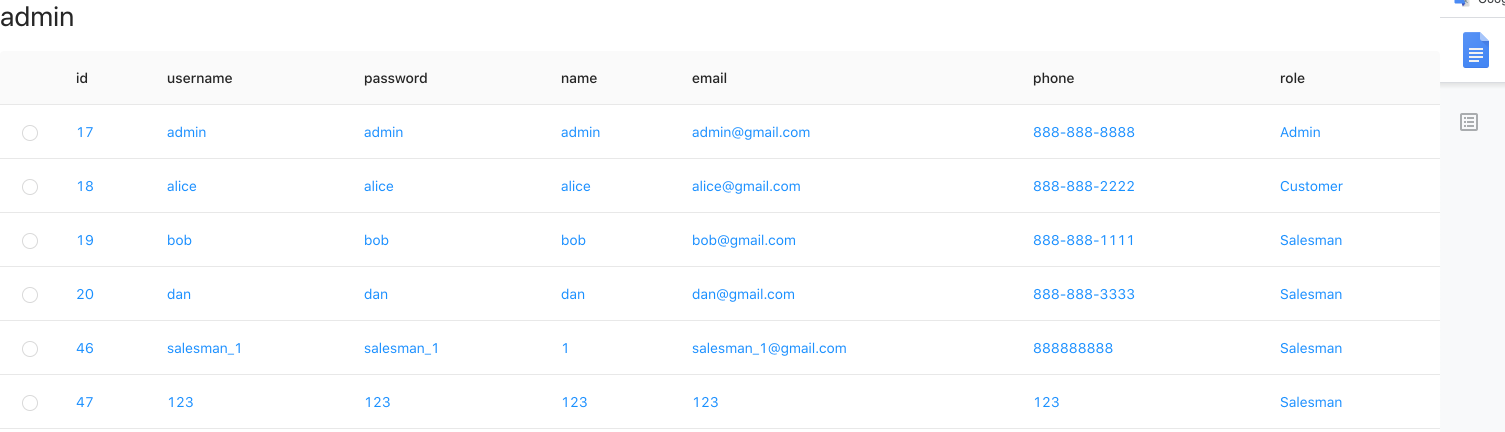 admin
id username password name email phone role
17 admin admin admin admin@gmail.com 888-888-8888 Admin
18 alice alice alice alice@gmail.com 888-888-2222 Customer
19 bob bob bob bob@gmail.com 888-888-1111 Salesman
20 dan dan dan dan@gmail.com 888-888-3333 Salesman
46 salesman_1 salesman_1 1 salesman_1@gmail.com 888888888 Salesman
47 123 123 123 123 123 Salesman